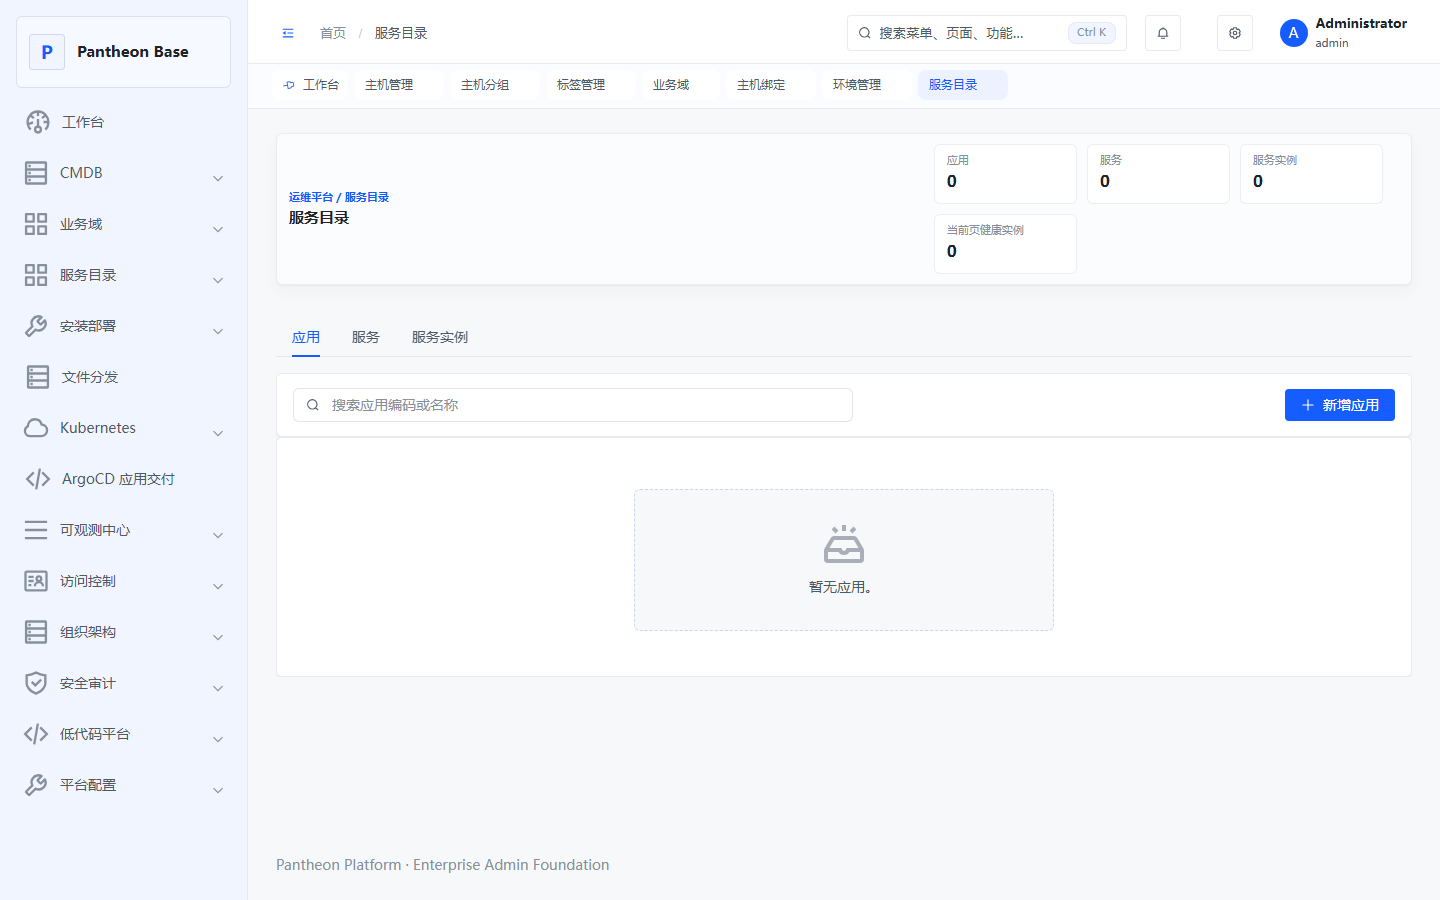 P Pantheon Base
工作台
CMDB
业务域
服务目录
安装部署
文件分发
Kubernetes
ArgoCD 应用交付
可观测中心
访问控制
组织架构
安全审计
低代码平台
平台配置
首页 / 服务目录
搜索菜单、页面、功能... Ctrl K
A Administrator
admin
工作台 主机管理 主机分组 标签管理 业务域 主机绑定 环境管理 服务目录
运维平台 / 服务目录
服务目录
应用
0
服务
0
服务实例
0
当前页健康实例
0
应用 服务 服务实例
搜索应用编码或名称
新增应用
暂无应用。
Pantheon Platform · Enterprise Admin Foundation